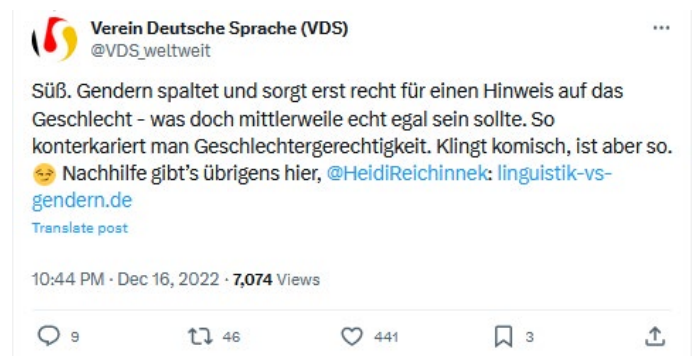 Verein Deutsche Sprache (VDS)
@VDS_weltweit
Süß. Gendern spaltet und sorgt erst recht für einen Hinweis auf das
Geschlecht - was doch mittlerweile echt egal sein sollte. So
konterkariert man Geschlechtergerechtigkeit. Klingt komisch, ist aber so.
😏 Nachhilfe gibt's übrigens hier, @HeidiReichinnek: linguistik-vs-
gendern.de
Translate post
10:44 PM · Dec 16, 2022 · 7,074 Views
9 46 441 3